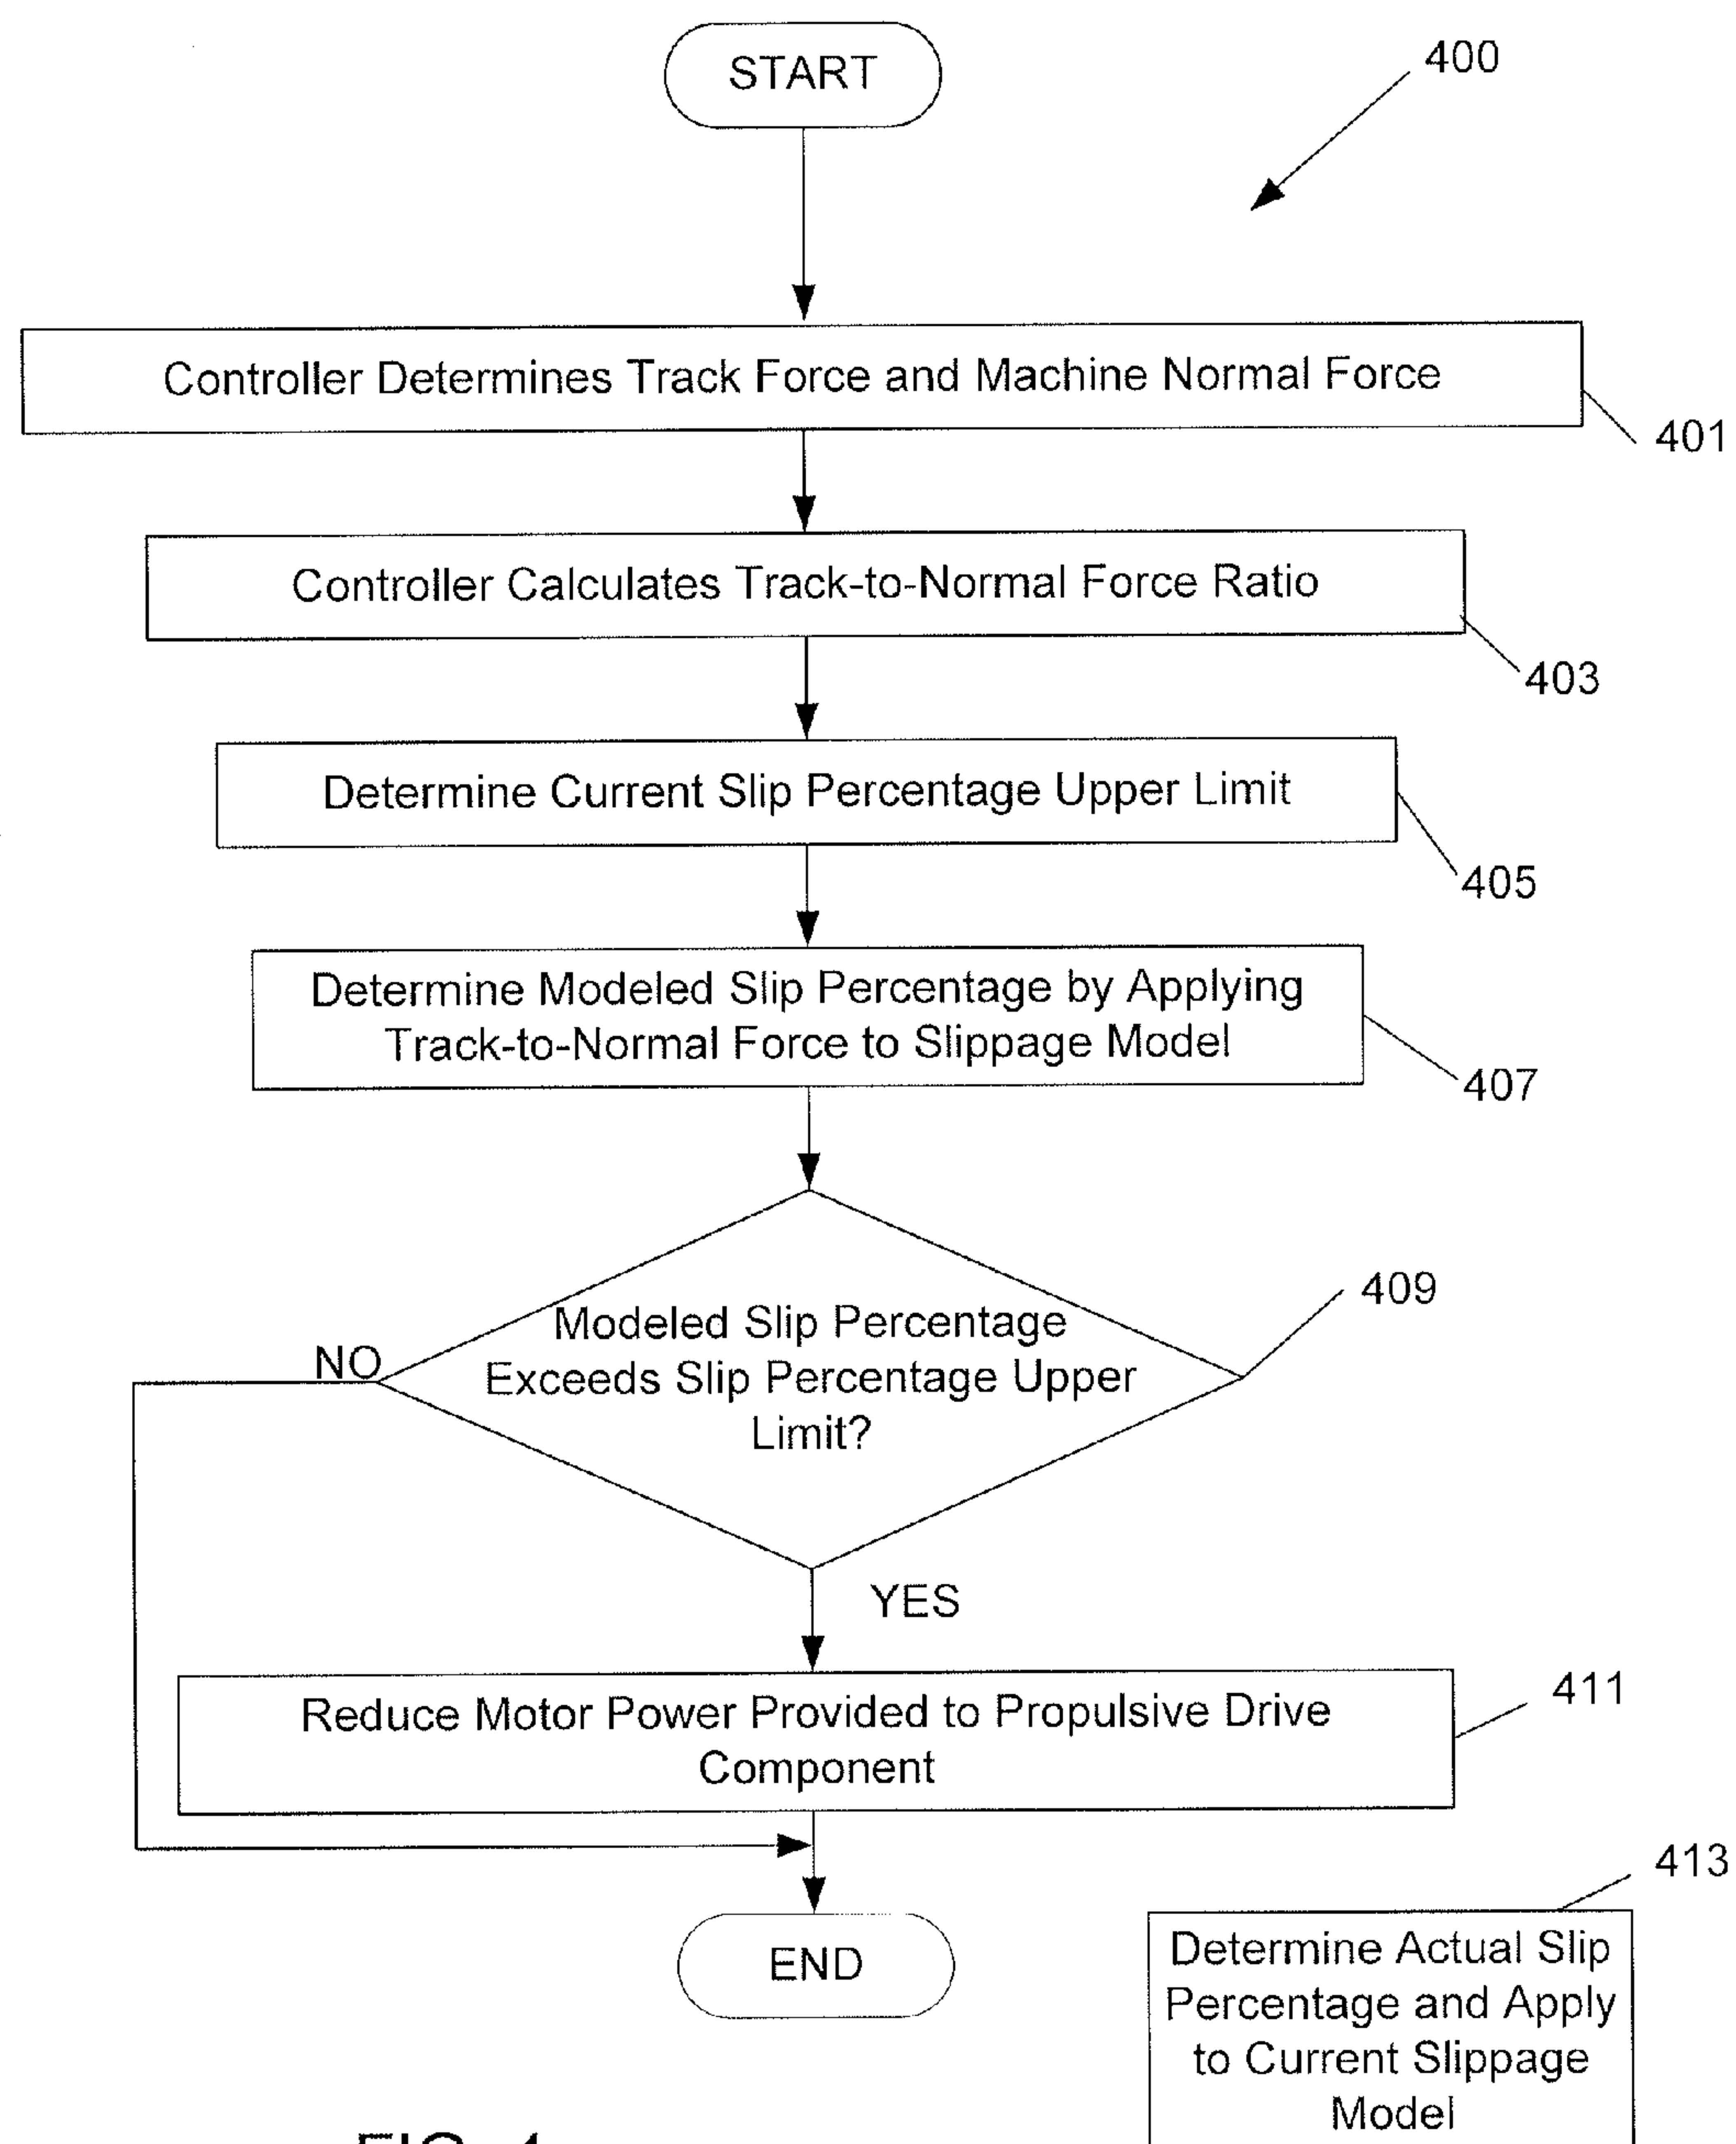 START
400
Controller Determines Track Force and Machine Normal Force
401
Controller Calculates Track-to-Normal Force Ratio
403
Determine Current Slip Percentage Upper Limit
405
Determine Modeled Slip Percentage by Applying
Track-to-Normal Force to Slippage Model
407
409
Modeled Slip Percentage
Exceeds Slip Percentage Upper
Limit?
NO
YES
411
Reduce Motor Power Provided to Propulsive Drive
Component
413
END
Determine Actual Slip
Percentage and Apply
to Current Slippage
Model